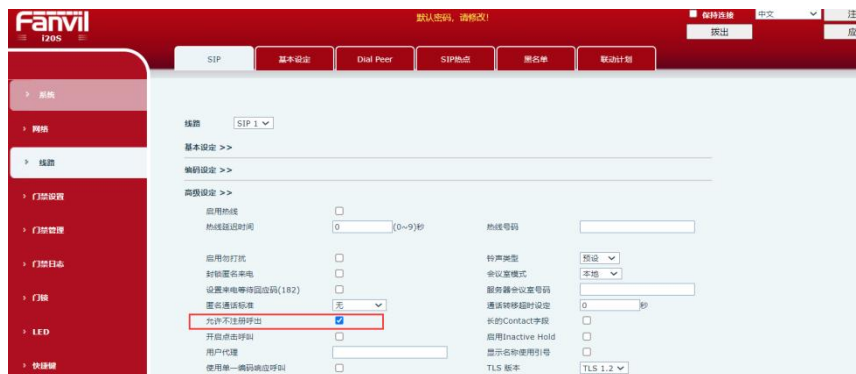 Fanvil
i20S
默认密码，请修改！
保持连接 中文 注
拨出 应
SIP 基本设定 Dial Peer SIP热点 黑名单 联动计划
› 系统
› 网络
› 线路
› 门禁设置
› 门禁管理
› 门禁日志
› 门锁
› LED
› 快捷键
线路 SIP 1
基本设定 >>
编码设定 >>
高级设定 >>
启用热线
热线延迟时间 0 (0~9)秒 热线号码
启用勿打扰 铃声类型 预设
封锁匿名来电 会议室模式 本地
设置来电等待回应码(182) 服务器会议室号码
匿名通话标准 无 通话转移超时设定 0 秒
允许不注册呼出 长的Contact字段
开启点击呼叫 启用Inactive Hold
用户代理 显示名称使用引号
使用单一编码响应呼叫 TLS 版本 TLS 1.2